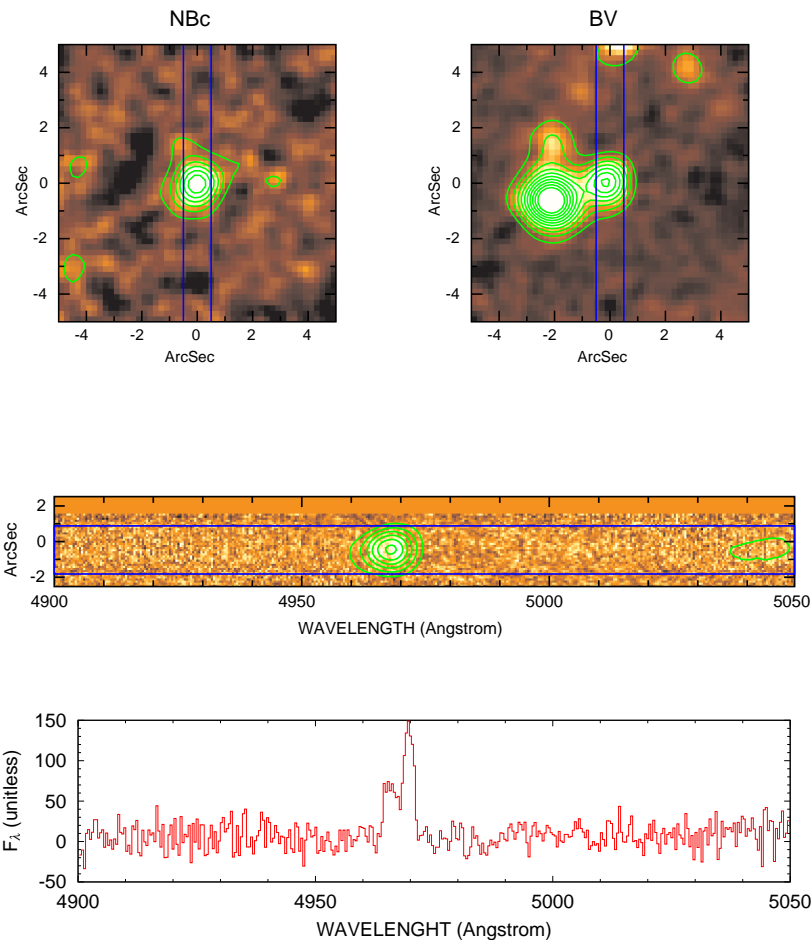 NBc
BV
4
2
0
-2
-4
ArcSec
-4 -2 0 2 4
ArcSec
4
2
0
-2
-4
ArcSec
-4 -2 0 2 4
ArcSec
2
0
-2
ArcSec
4900 4950 5000 5050
WAVELENGTH (Angstrom)
150
100
50
0
-50
Fλ (unitless)
4900 4950 5000 5050
WAVELENGHT (Angstrom)